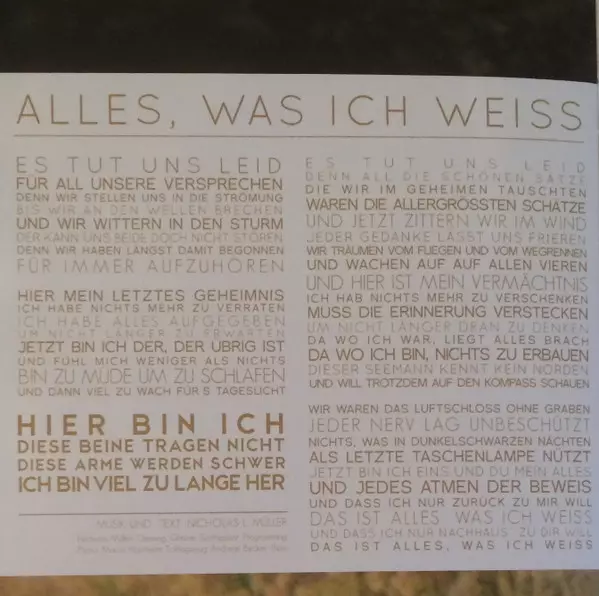 ALLES, WAS ICH WEISS
ES TUT UNS LEID
FÜR ALL UNSERE VERSPRECHEN
DENN WIR STELLEN UNS IN DIE STRÖMUNG
BIS WIR AN DEN WELLEN BRECHEN
UND WIR WITTERN IN DEN STURM
DER KANN UNS BEIDE DOCH NICHT STÖREN
DENN WIR HABEN LÄNGST DAMIT BEGONNEN
FÜR IMMER AUFZUHÖREN
HIER MEIN LETZTES GEHEIMNIS
ICH HABE NICHTS MEHR ZU VERRATEN
ICH HABE ALLES AUFGEGEBEN
UM NICHT LÄNGER ZU ERWARTEN
JETZT BIN ICH DER, DER ÜBRIG IST
UND FÜHL MICH WENIGER ALS NICHTS
BIN ZU MÜDE UM ZU SCHLAFEN
UND DANN VIEL ZU WACH FÜR'S TAGESLICHT
HIER BIN ICH
DIESE BEINE TRAGEN NICHT
DIESE ARME WERDEN SCHWER
ICH BIN VIEL ZU LANGE HER
MUSIK UND TEXT: NICHOLAS MÜLLER
ES TUT UNS LEID
DENN ALL DIE SCHÖNEN SÄTZE
DIE WIR IM GEHEIMEN TAUSCHTEN
WAREN DIE ALLERGRÖSSTEN SCHÄTZE
UND JETZT ZITTERN WIR IM WIND
JEDER GEDANKE LÄSST UNS FRIEREN
WIR TRÄUMEN VOM FLIEGEN UND VOM WEGRENNEN
UND WACHEN AUF AUF ALLEN VIEREN
UND HIER IST MEIN VERMÄCHTNIS
ICH HAB NICHTS MEHR ZU VERSCHENKEN
MUSS DIE ERINNERUNG VERSTECKEN
UM NICHT LÄNGER DRAN ZU DENKEN
DA WO ICH WAR, LIEGT ALLES BRACH
DA WO ICH BIN, NICHTS ZU ERBAUEN
DIESER SEEMANN KENNT KEIN NORDEN
UND WILL TROTZDEM AUF DEN KOMPASS SCHAUEN
WIR WAREN DAS LUFTSCHLOSS OHNE GRABEN
JEDER NERV LAG UNBESCHÜTZT
NICHTS, WAS IN DUNKELSCHWARZEN NÄCHTEN
ALS LETZTE TASCHENLAMPE NÜTZT
JETZT BIN ICH EINS UND DU MEIN ALLES
UND JEDES ATMEN DER BEWEIS
UND DASS ICH NUR ZURÜCK ZU MIR WILL
DAS IST ALLES, WAS ICH WEISS
UND DASS ICH NUR NACHHAUS' ZU DIR WILL
DAS IST ALLES, WAS ICH WEISS